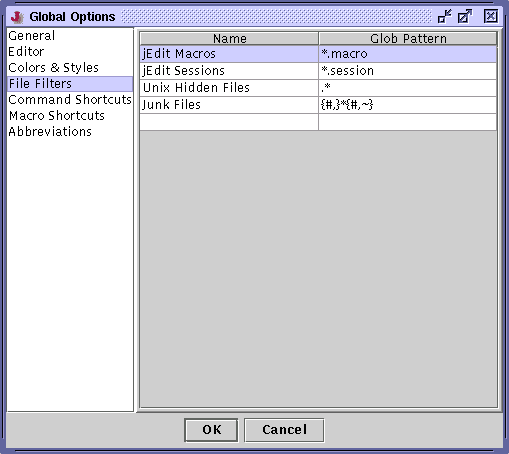 Global Options
General
Editor
Colors & Styles
File Filters
Command Shortcuts
Macro Shortcuts
Abbreviations
Name Glob Pattern
jEdit Macros *.macro
jEdit Sessions *.session
Unix Hidden Files .*
Junk Files {#,}*{#,~}
OK Cancel